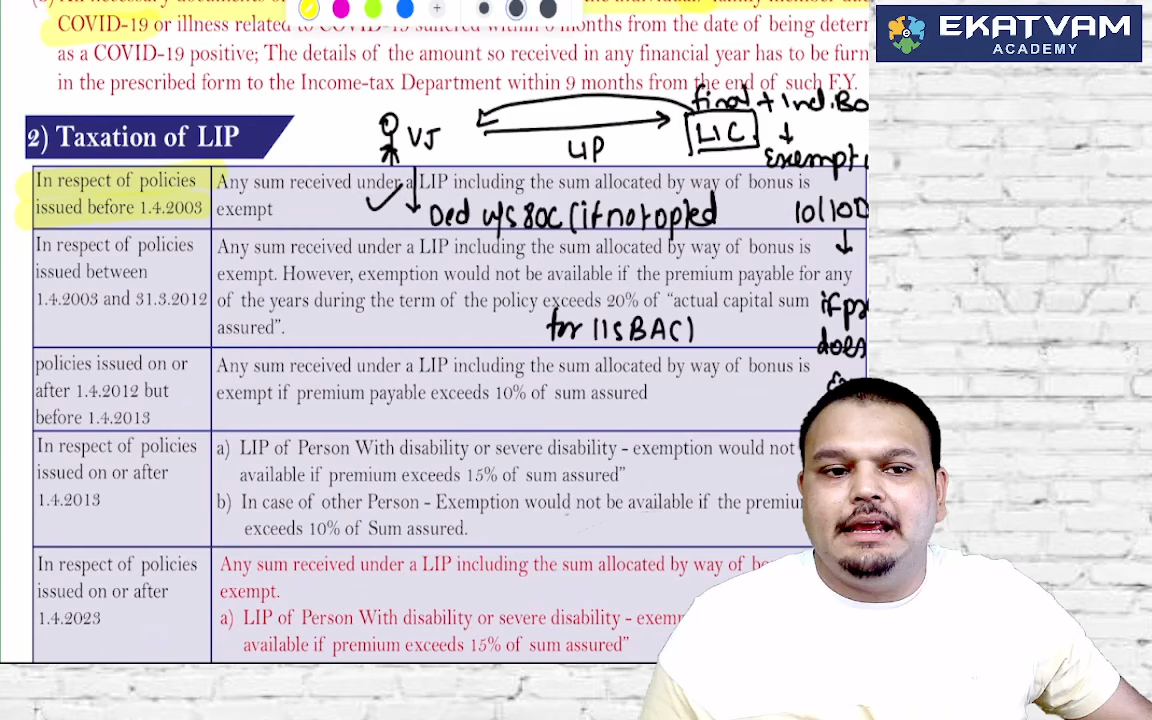 COVID-19 or illness related to COVID-19 suffered within 6 months from the date of being deter
as a COVID-19 positive; The details of the amount so received in any financial year has to be furn
in the prescribed form to the Income-tax Department within 9 months from the end of such F.Y.
EKATVAM
ACADEMY
final + Ind.Bo
VJ
LIC
LIP
Exempt
2) Taxation of LIP
In respect of policies issued before 1.4.2003
Any sum received under a LIP including the sum allocated by way of bonus is
exempt
Ded u/s 80C (if not opted
10(10D
for 115BAC)
if pr
does
In respect of policies
issued between
1.4.2003 and 31.3.2012
Any sum received under a LIP including the sum allocated by way of bonus is
exempt. However, exemption would not be available if the premium payable for any
of the years during the term of the policy exceeds 20% of “actual capital sum
assured”.
policies issued on or
after 1.4.2012 but
before 1.4.2013
Any sum received under a LIP including the sum allocated by way of bonus is
exempt if premium payable exceeds 10% of sum assured
In respect of policies
issued on or after
1.4.2013
a) LIP of Person With disability or severe disability - exemption would not
available if premium exceeds 15% of sum assured”
b) In case of other Person - Exemption would not be available if the premiu
exceeds 10% of Sum assured.
In respect of policies
issued on or after
1.4.2023
Any sum received under a LIP including the sum allocated by way of bo
exempt.
a) LIP of Person With disability or severe disability - exem
available if premium exceeds 15% of sum assured”